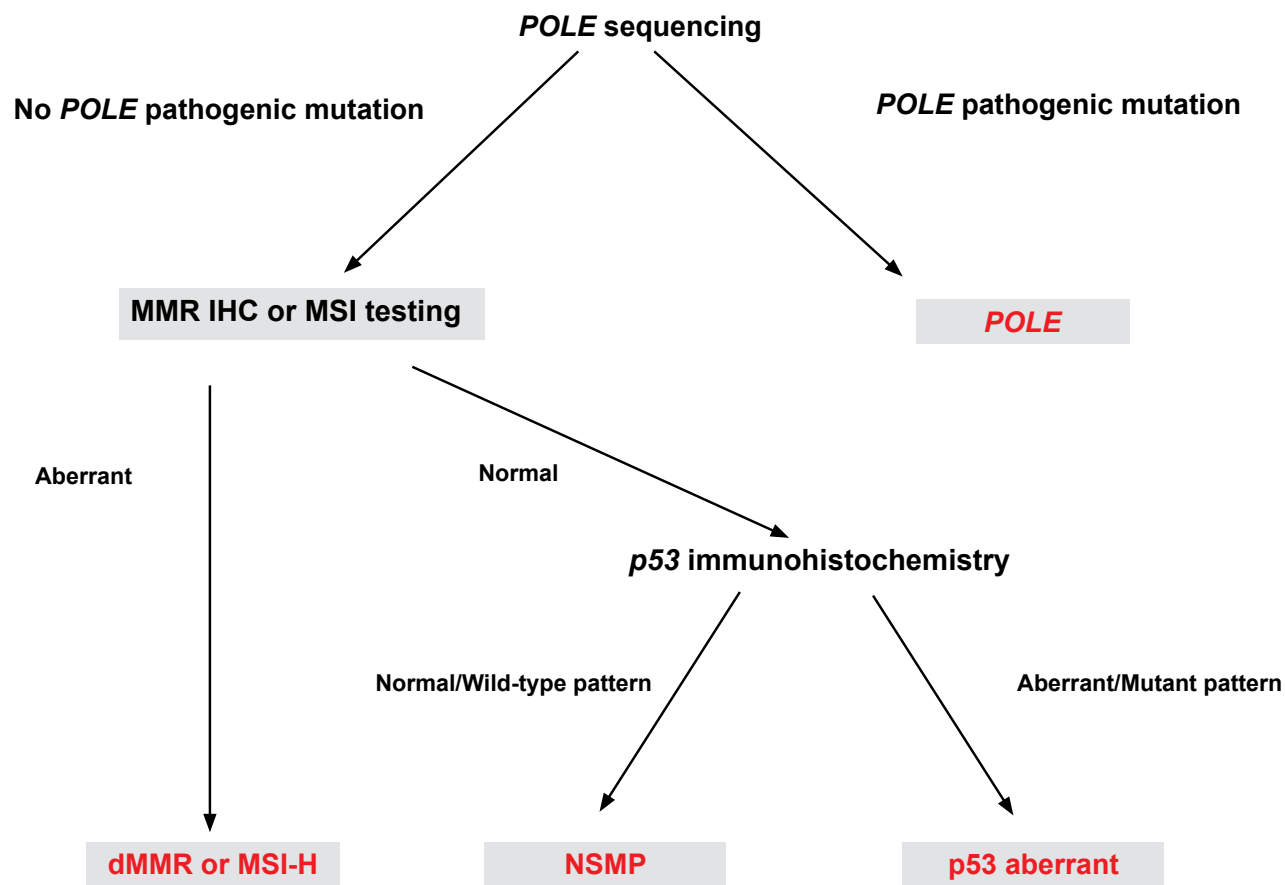 POLE sequencing
No POLE pathogenic mutation
POLE pathogenic mutation
MMR IHC or MSI testing
POLE
Aberrant
Normal
p53 immunohistochemistry
Normal/Wild-type pattern
Aberrant/Mutant pattern
dMMR or MSI-H
NSMP
p53 aberrant